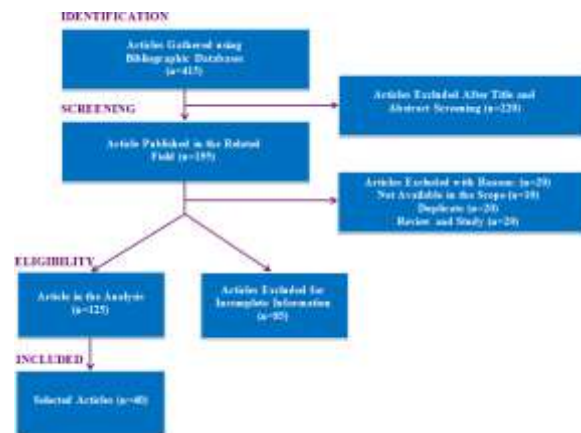 IDENTIFICATION
Articles Gathered using
Bibliographic Databases
(n=415)
Articles Excluded After Title and
Abstract Screening (n=220)
SCREENING
Article Published in the Related
Field (n=195)
Articles Excluded with Reason: (n=20)
Not Available in the Scope (n=10)
Duplicate (n=20)
Review and Study (n=20)
ELIGIBILITY
Article in the Analysis
(n=125)
Articles Excluded for
Incomplete Information
(n=85)
INCLUDED
Selected Articles (n=40)